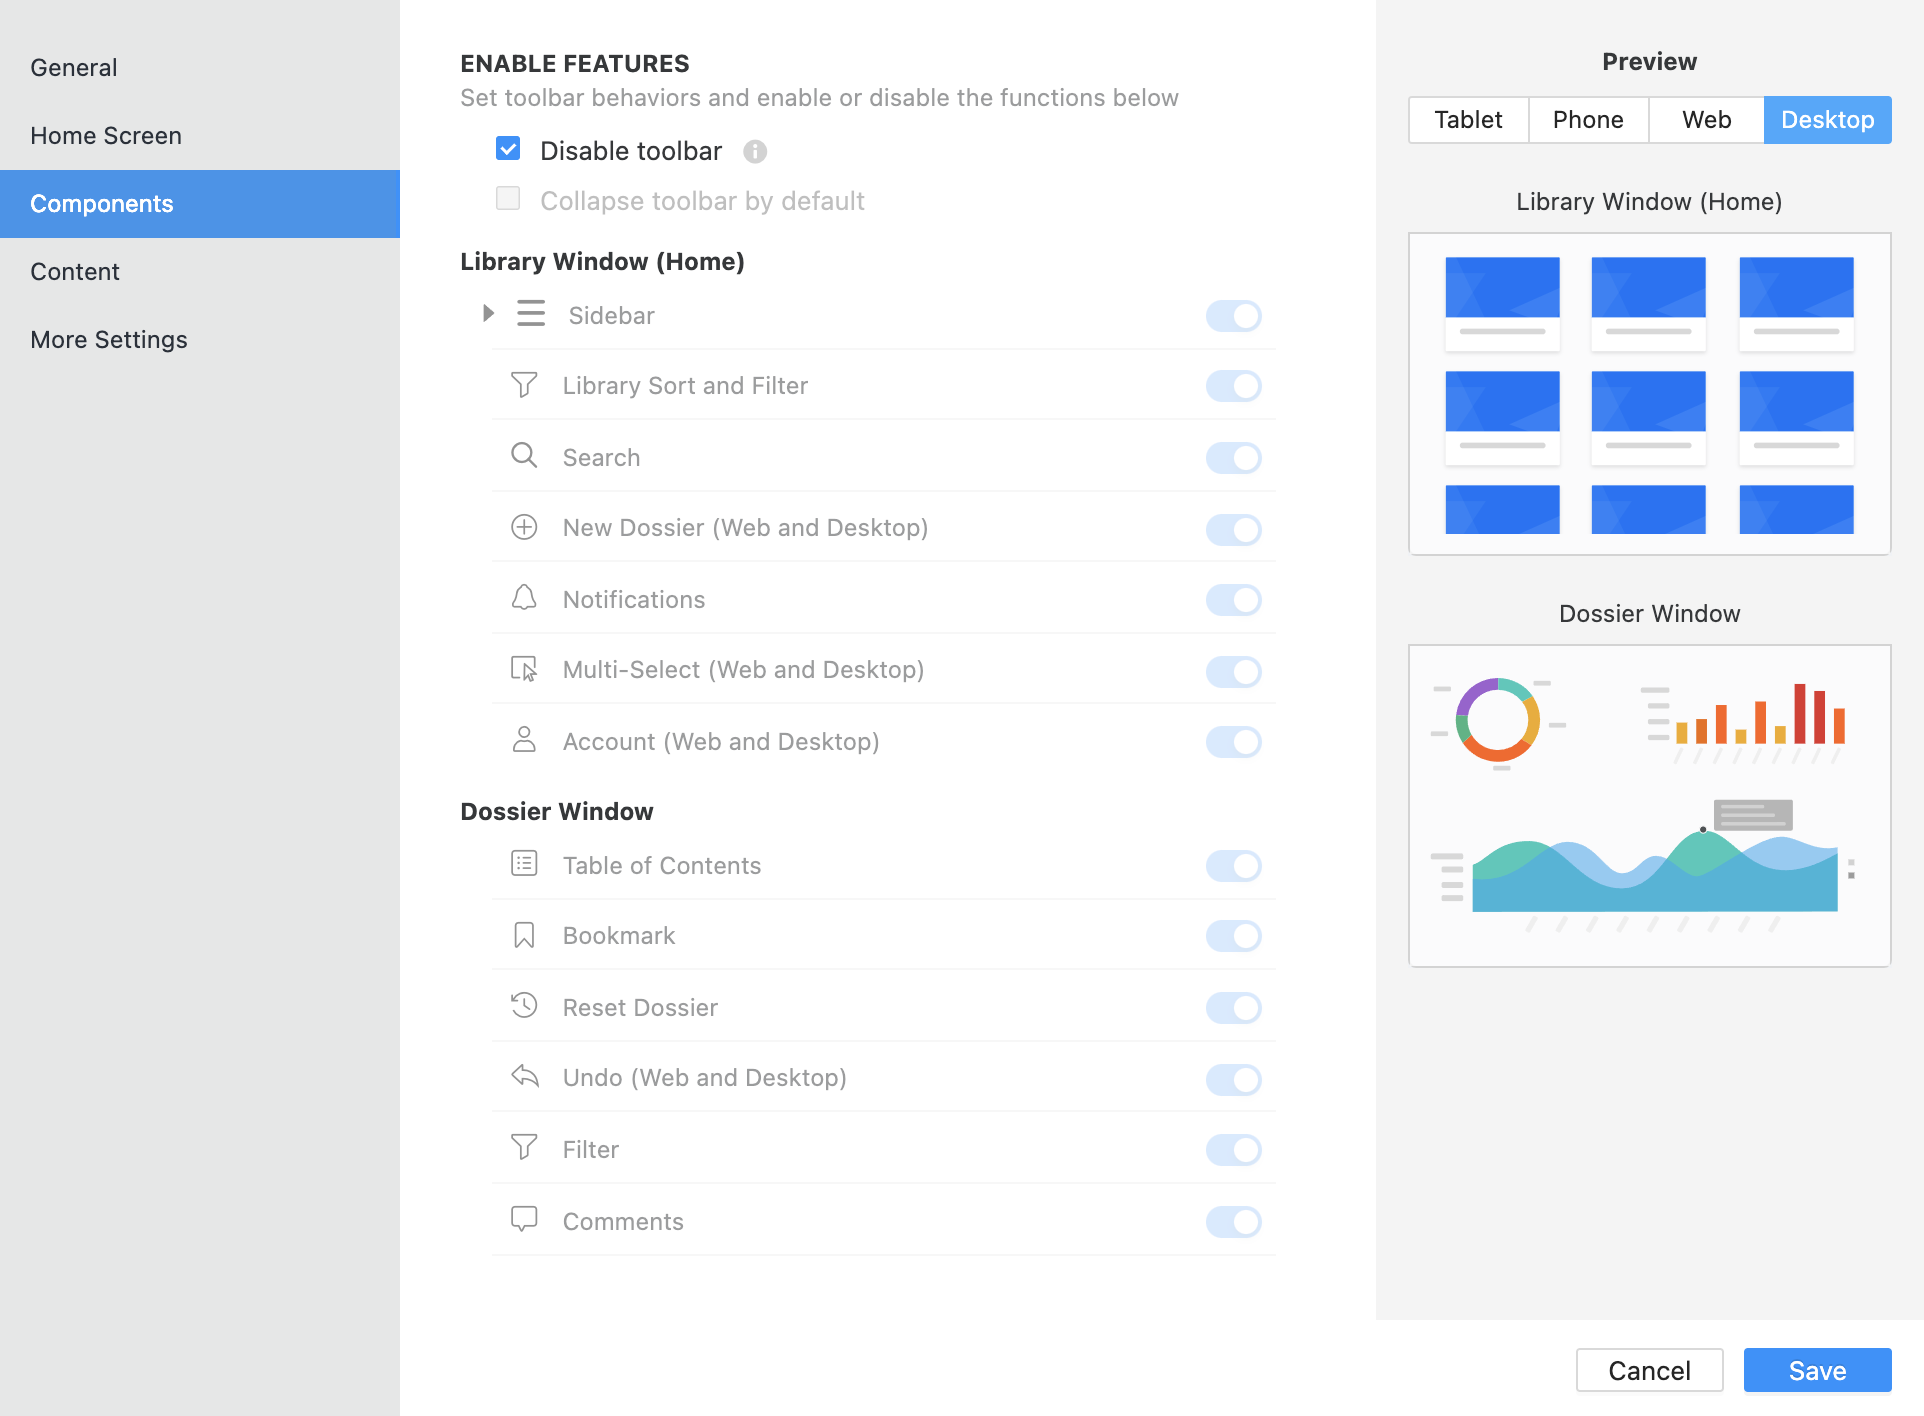 General
Home Screen
Components
Content
More Settings
ENABLE FEATURES
Set toolbar behaviors and enable or disable the functions below
Disable toolbar
Collapse toolbar by default
Library Window (Home)
Sidebar
Library Sort and Filter
Search
New Dossier (Web and Desktop)
Notifications
Multi-Select (Web and Desktop)
Account (Web and Desktop)
Dossier Window
Table of Contents
Bookmark
Reset Dossier
Undo (Web and Desktop)
Filter
Comments
Preview
Tablet Phone Web Desktop
Library Window (Home)
Dossier Window
Cancel Save